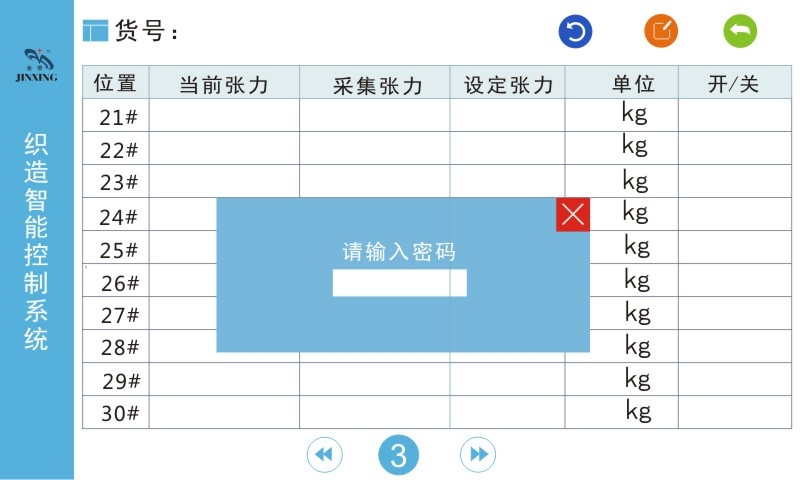 金信
JINXING
织造智能控制系统
货号：
位置 当前张力 采集张力 设定张力 单位 开/关
21# kg
22# kg
23# kg
24# kg
25# kg
26# kg
27# kg
28# kg
29# kg
30# kg
请输入密码
3